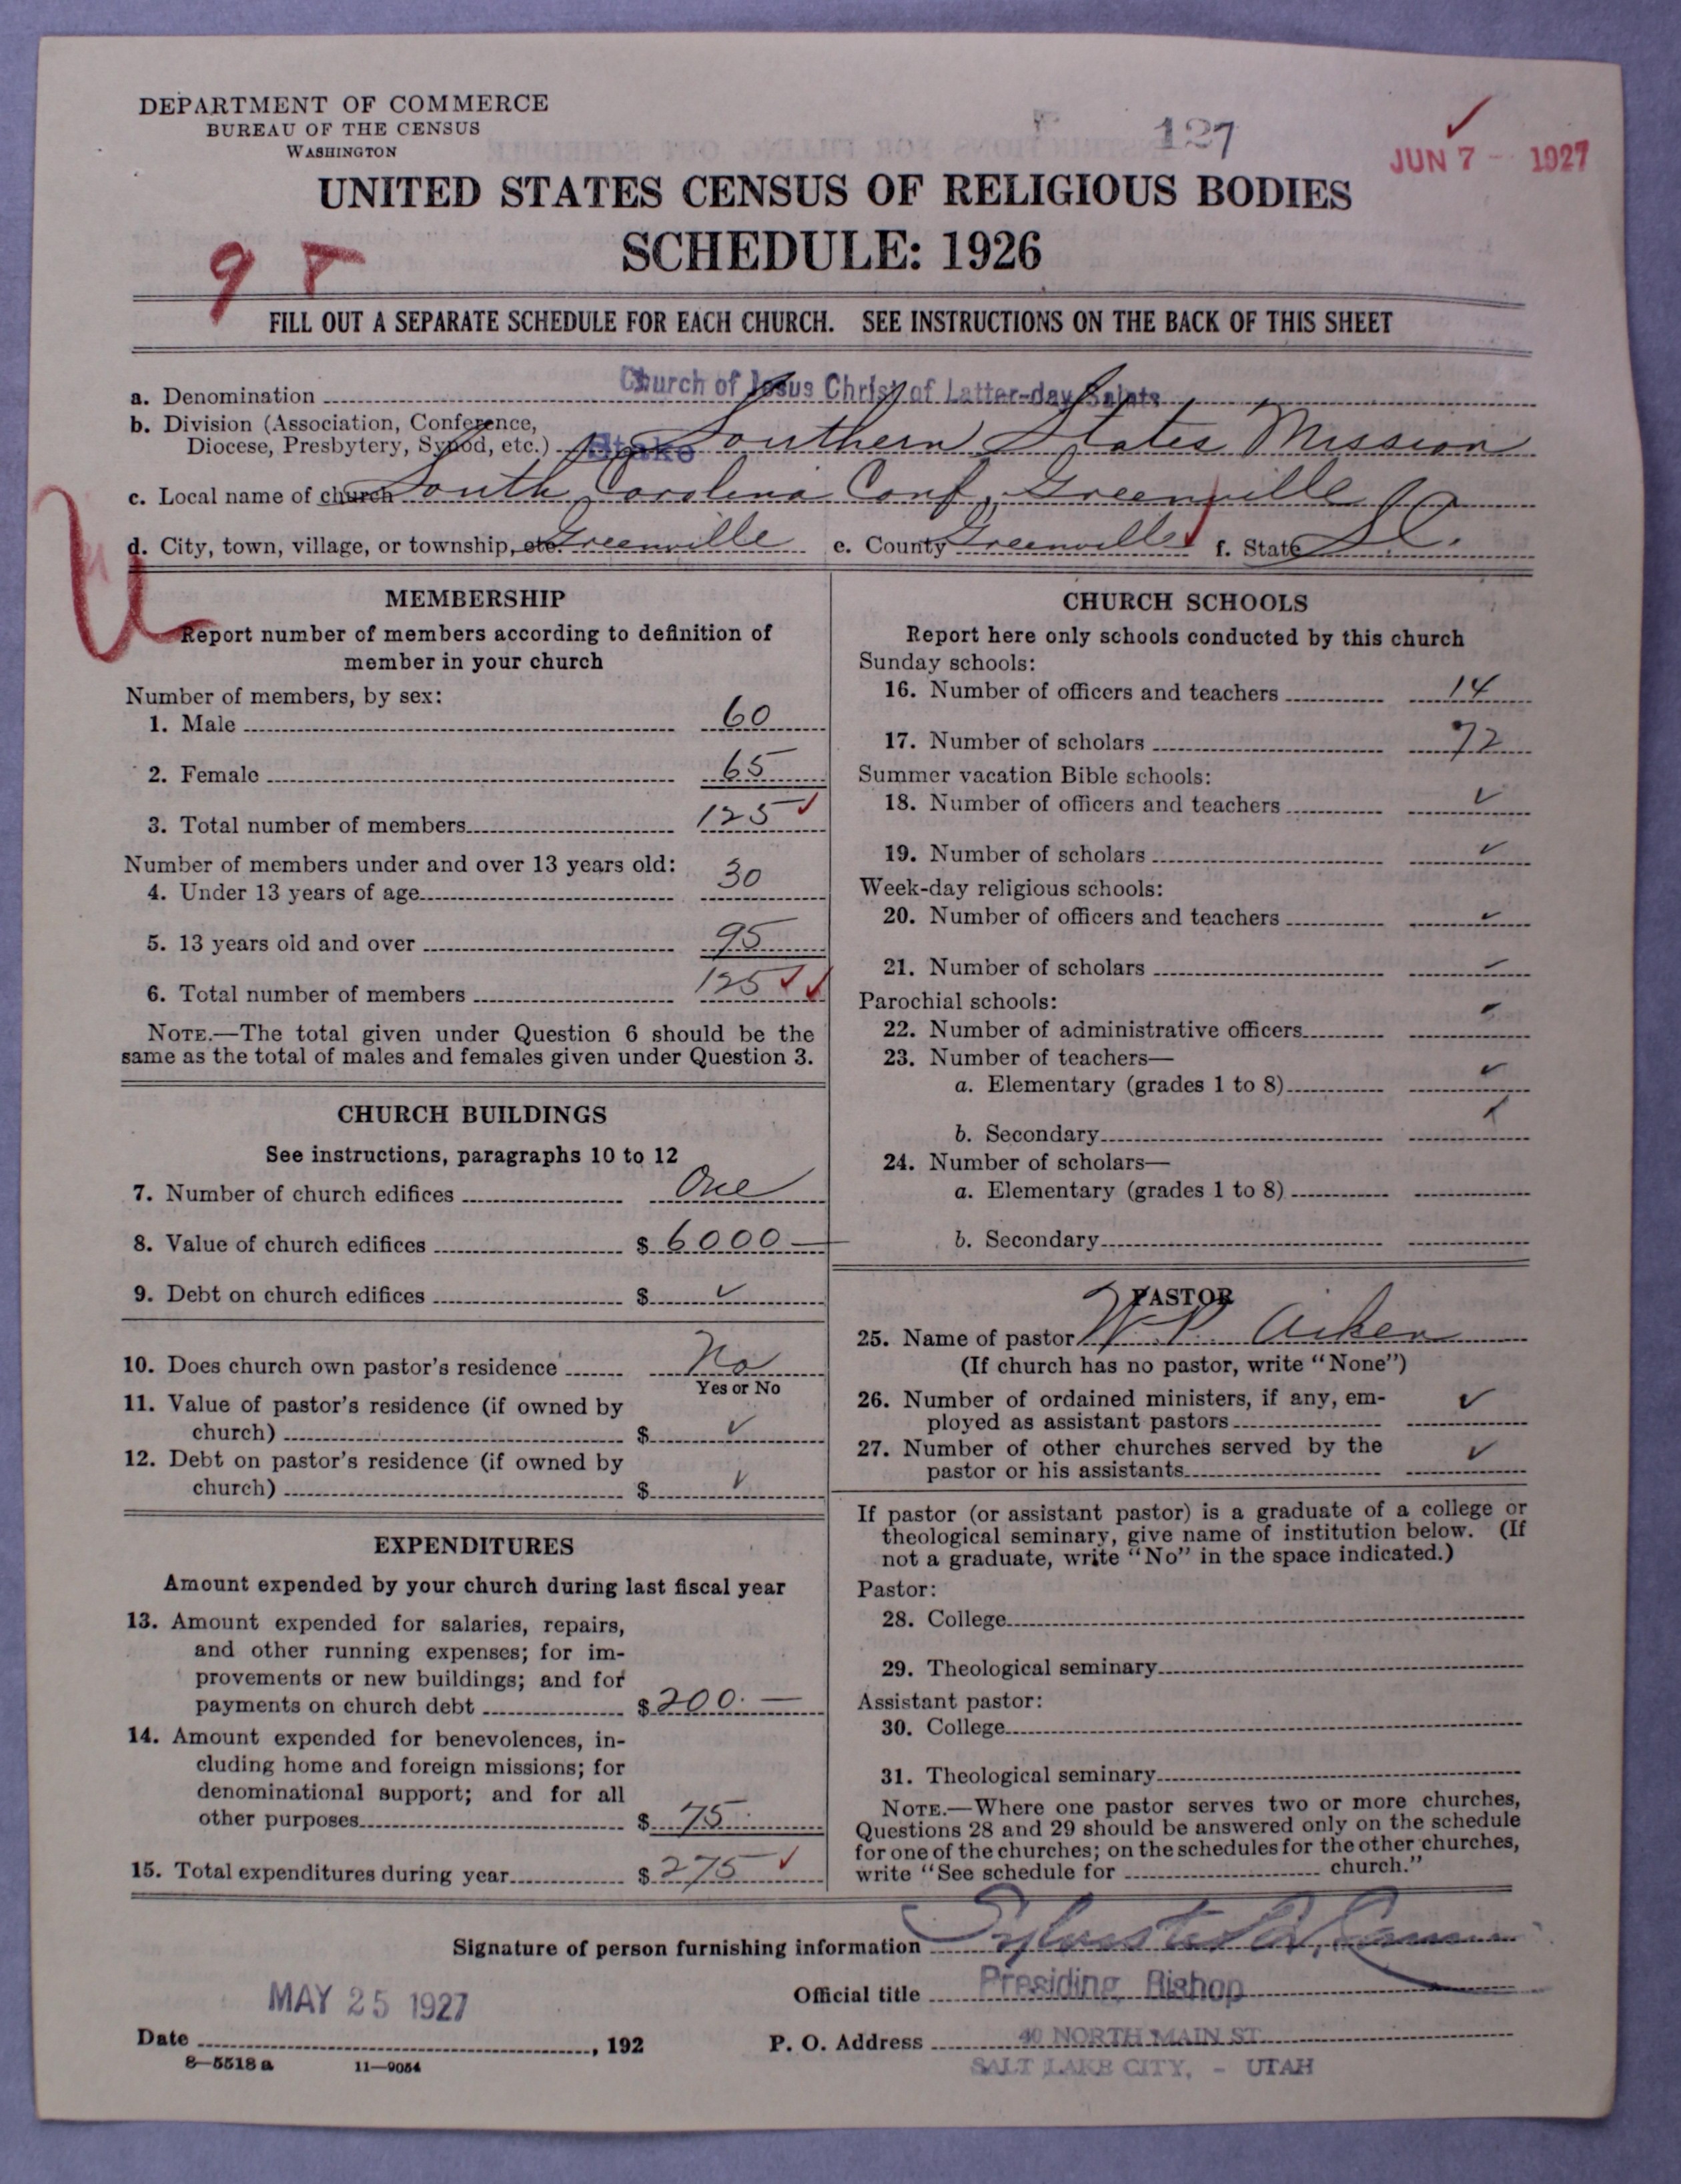 DEPARTMENT OF COMMERCE
BUREAU OF THE CENSUS
WASHINGTON
127
JUN 7 - 1927
UNITED STATES CENSUS OF RELIGIOUS BODIES
SCHEDULE: 1926
9
FILL OUT A SEPARATE SCHEDULE FOR EACH CHURCH. SEE INSTRUCTIONS ON THE BACK OF THIS SHEET
a. Denomination Church of Jesus Christ of Latter-day Saints
b. Division (Association, Conference,
Diocese, Presbytery, Synod, etc.) Stake Southern States Mission
c. Local name of church South Carolina Conf, Greenville
d. City, town, village, or township, etc. Greenville e. County Greenville f. State S.C.
MEMBERSHIP
Report number of members according to definition of
member in your church
Number of members, by sex:
1. Male 60
2. Female 65
3. Total number of members 125 ✓
Number of members under and over 13 years old:
4. Under 13 years of age 30
5. 13 years old and over 95
6. Total number of members 125 ✓ ✓
NOTE.—The total given under Question 6 should be the
same as the total of males and females given under Question 3.
CHURCH BUILDINGS
See instructions, paragraphs 10 to 12
7. Number of church edifices One
8. Value of church edifices $ 6000 —
9. Debt on church edifices $ ✓
10. Does church own pastor's residence No
Yes or No
11. Value of pastor's residence (if owned by
church) $ ✓
12. Debt on pastor's residence (if owned by
church) $ ✓
EXPENDITURES
Amount expended by your church during last fiscal year
13. Amount expended for salaries, repairs,
and other running expenses; for im-
provements or new buildings; and for
payments on church debt $ 200. —
14. Amount expended for benevolences, in-
cluding home and foreign missions; for
denominational support; and for all
other purposes $ 75.
15. Total expenditures during year $ 275 ✓
CHURCH SCHOOLS
Report here only schools conducted by this church
Sunday schools:
16. Number of officers and teachers 14
17. Number of scholars 72
Summer vacation Bible schools:
18. Number of officers and teachers ✓
19. Number of scholars ✓
Week-day religious schools:
20. Number of officers and teachers ✓
21. Number of scholars ✓
Parochial schools:
22. Number of administrative officers ✓
23. Number of teachers—
a. Elementary (grades 1 to 8) ✓
b. Secondary ✓
24. Number of scholars—
a. Elementary (grades 1 to 8)
b. Secondary
PASTOR
25. Name of pastor W. P. Aiken
(If church has no pastor, write "None")
26. Number of ordained ministers, if any, em-
ployed as assistant pastors ✓
27. Number of other churches served by the
pastor or his assistants ✓
If pastor (or assistant pastor) is a graduate of a college or
theological seminary, give name of institution below. (If
not a graduate, write "No" in the space indicated.)
Pastor:
28. College
29. Theological seminary
Assistant pastor:
30. College
31. Theological seminary
NOTE.—Where one pastor serves two or more churches,
Questions 28 and 29 should be answered only on the schedule
for one of the churches; on the schedules for the other churches,
write "See schedule for church."
Signature of person furnishing information Sylvester Q. Cannon
Official title Presiding Bishop
MAY 25 1927
Date , 192
P. O. Address 40 NORTH MAIN ST.
SALT LAKE CITY, - UTAH
8—5518 a 11—9054